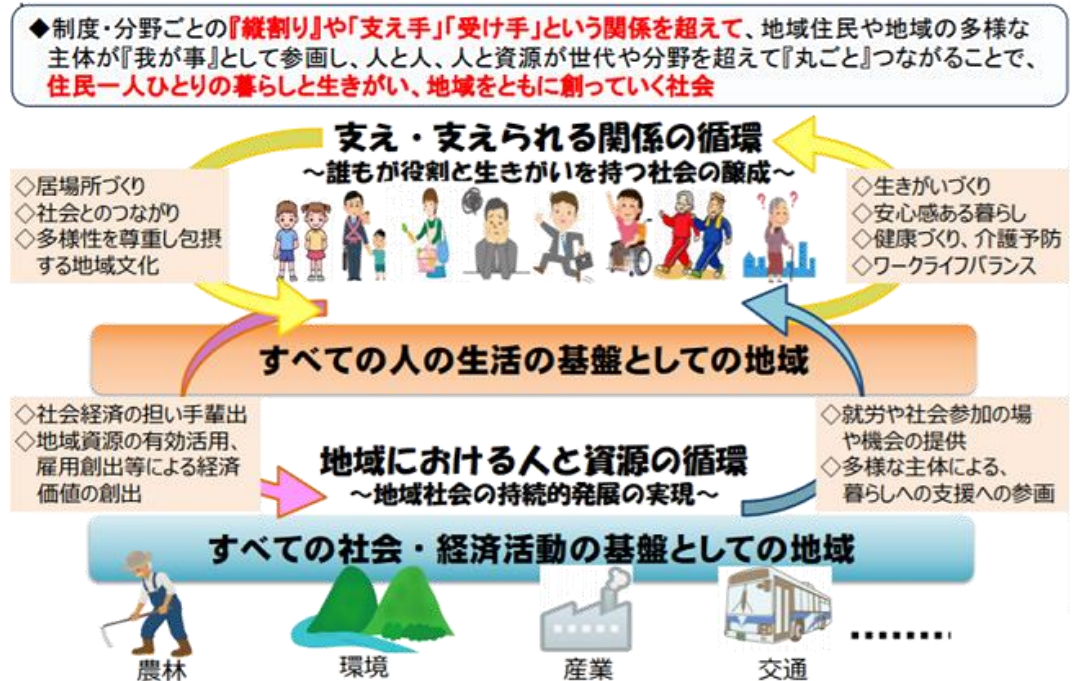 ◆制度・分野ごとの『縦割り』や「支え手」「受け手」という関係を超えて、地域住民や地域の多様な
主体が『我が事』として参画し、人と人、人と資源が世代や分野を超えて『丸ごと』つながることで、
住民一人ひとりの暮らしと生きがい、地域をともに創っていく社会
支え・支えられる関係の循環
～誰もが役割と生きがいを持つ社会の醸成～
◇居場所づくり
◇社会とのつながり
◇多様性を尊重し包摂
する地域文化
◇生きがいづくり
◇安心感ある暮らし
◇健康づくり、介護予防
◇ワークライフバランス
すべての人の生活の基盤としての地域
◇社会経済の担い手輩出
◇地域資源の有効活用、
雇用創出等による経済
価値の創出
地域における人と資源の循環
～地域社会の持続的発展の実現～
◇就労や社会参加の場
や機会の提供
◇多様な主体による、
暮らしへの支援への参画
すべての社会・経済活動の基盤としての地域
農林
環境
産業
交通